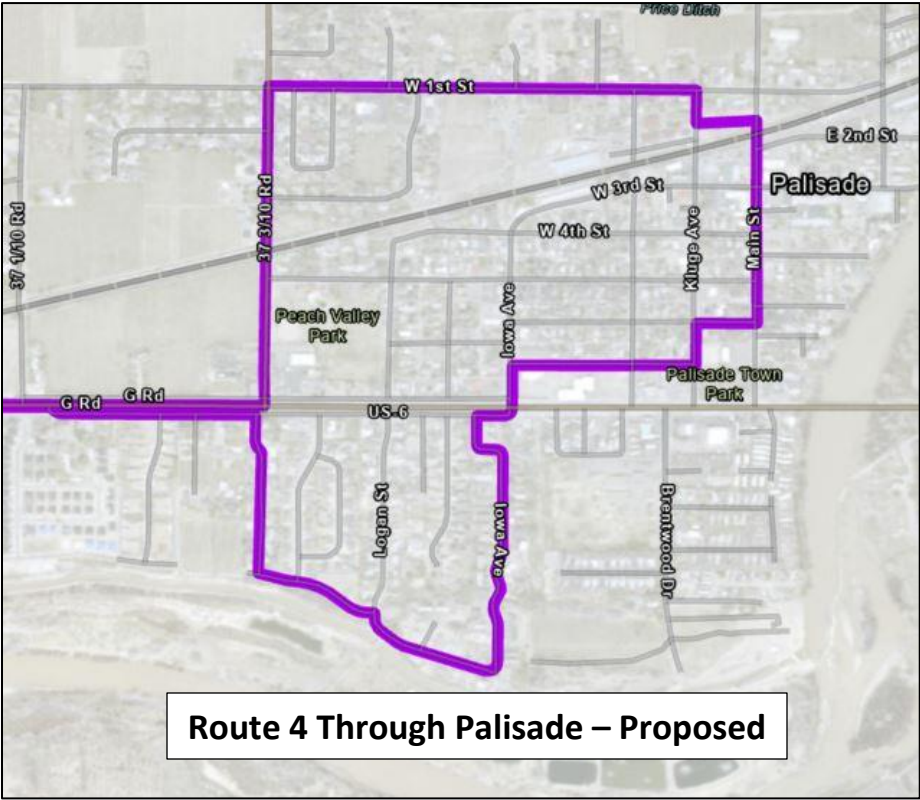 Price Ditch
W 1st St
E 2nd St
Palisade
W 3rd St
37 3/10 Rd
37 1/10 Rd
W 4th St
Kluge Ave
Main St
Iowa Ave
Peach Valley
Park
Palisade Town
Park
G Rd
G Rd
US-6
Logan St
Iowa Ave
Brentwood Dr
Route 4 Through Palisade – Proposed